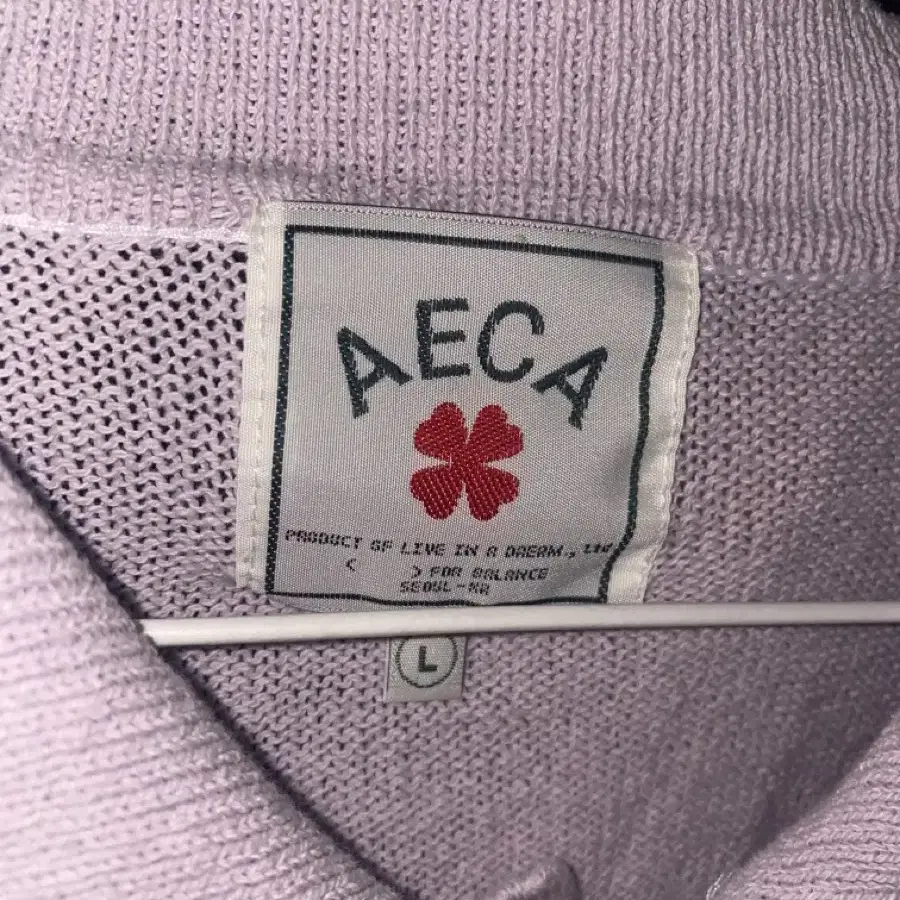 AECA
PRODUCT OF LIVE IN A DREAM., Ltd
< > FOR BALANCE
SEOUL-KR
L